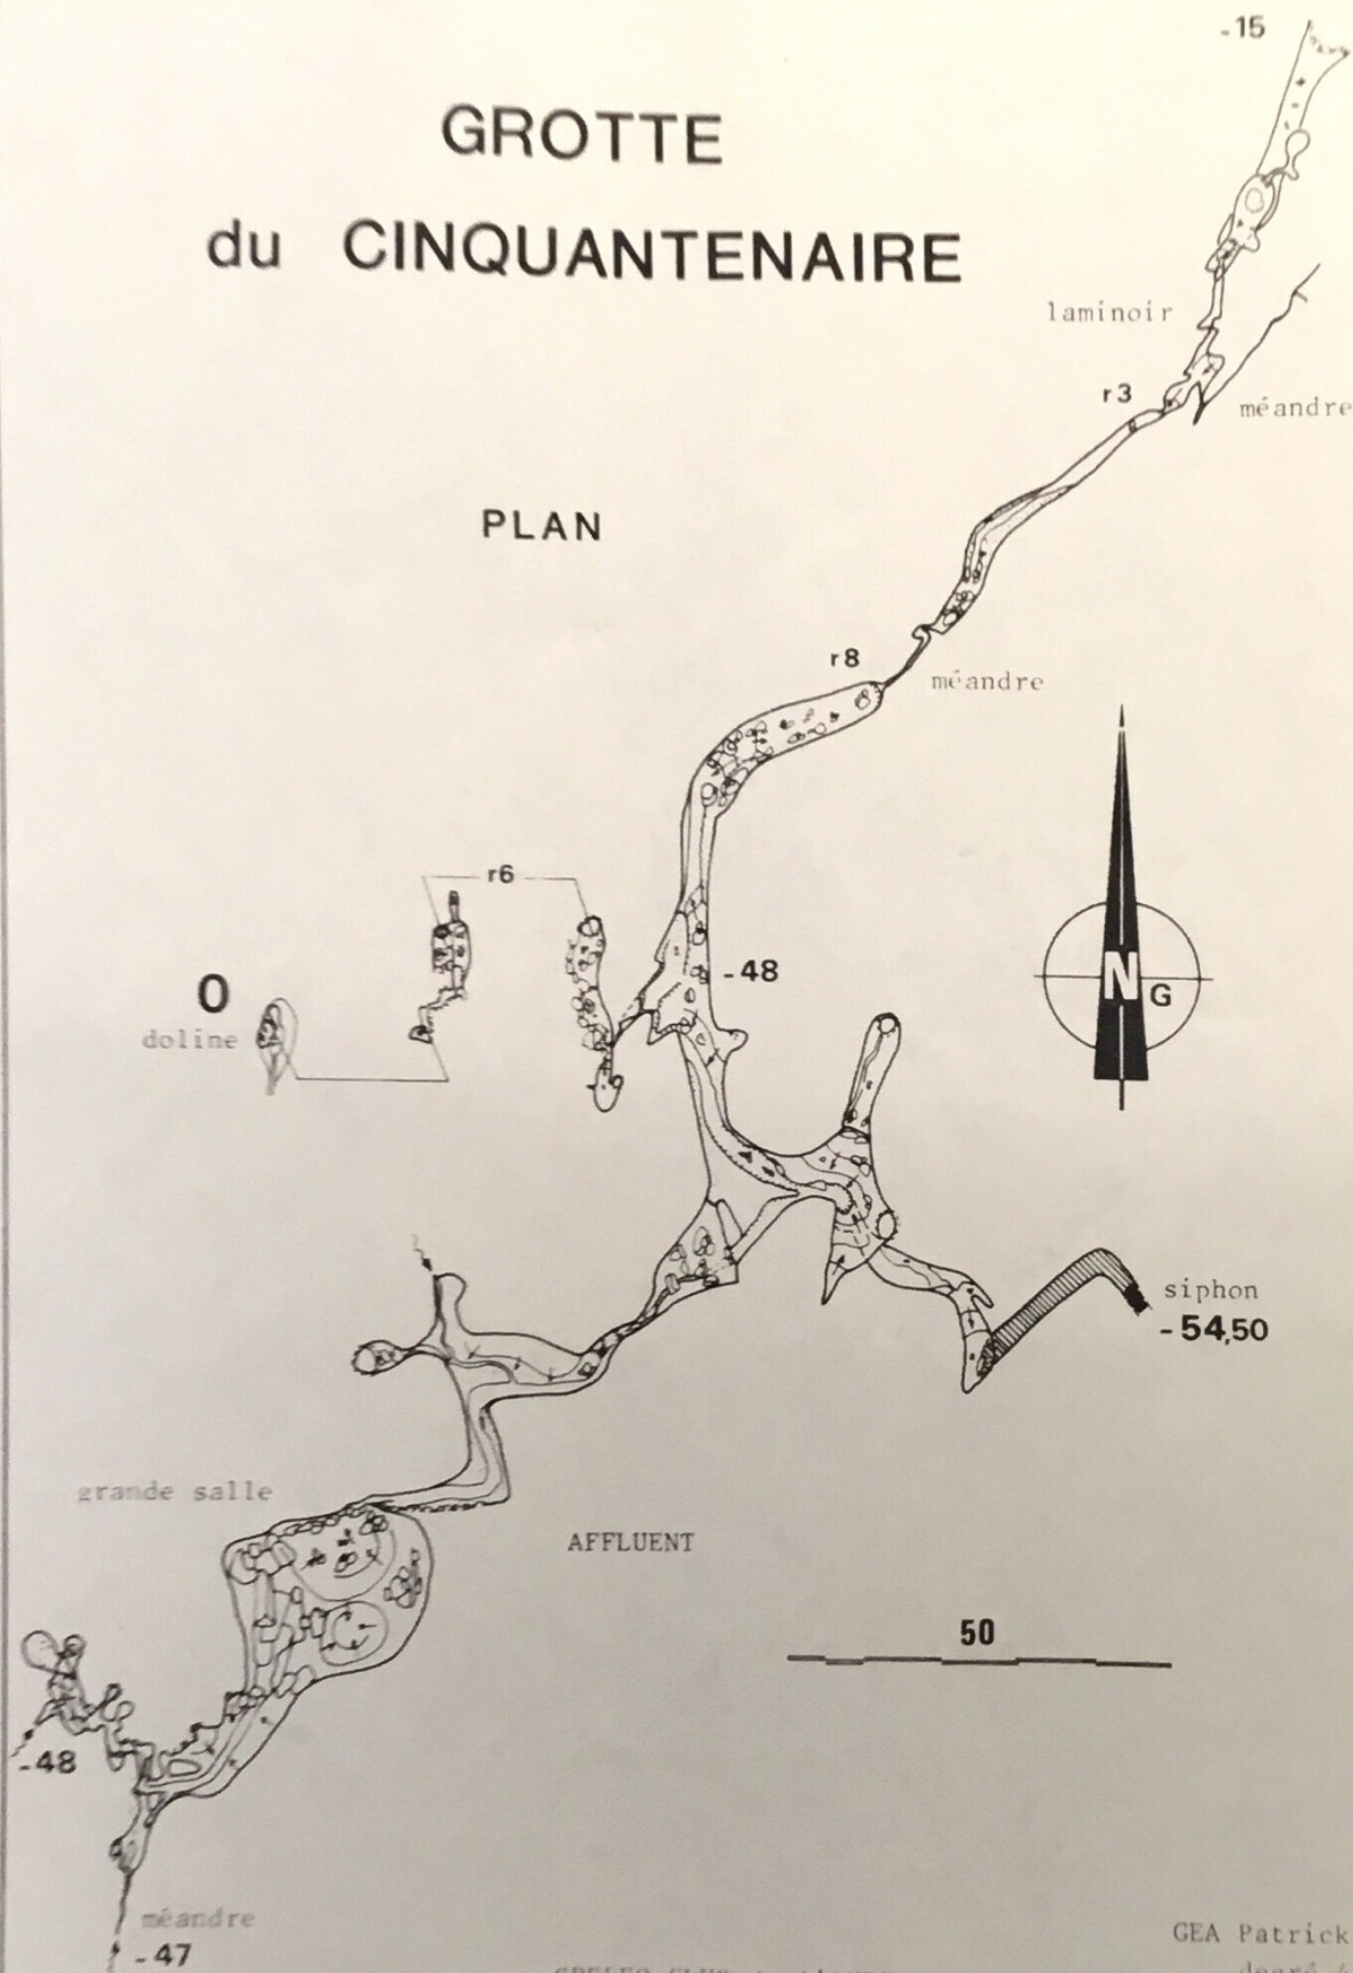 -15
GROTTE
du CINQUANTENAIRE
laminoir
r3
méandre
PLAN
r8
méandre
r6
-48
O
doline
N G
siphon
-54,50
grande salle
AFFLUENT
50
-48
méandre
-47
GEA Patrick